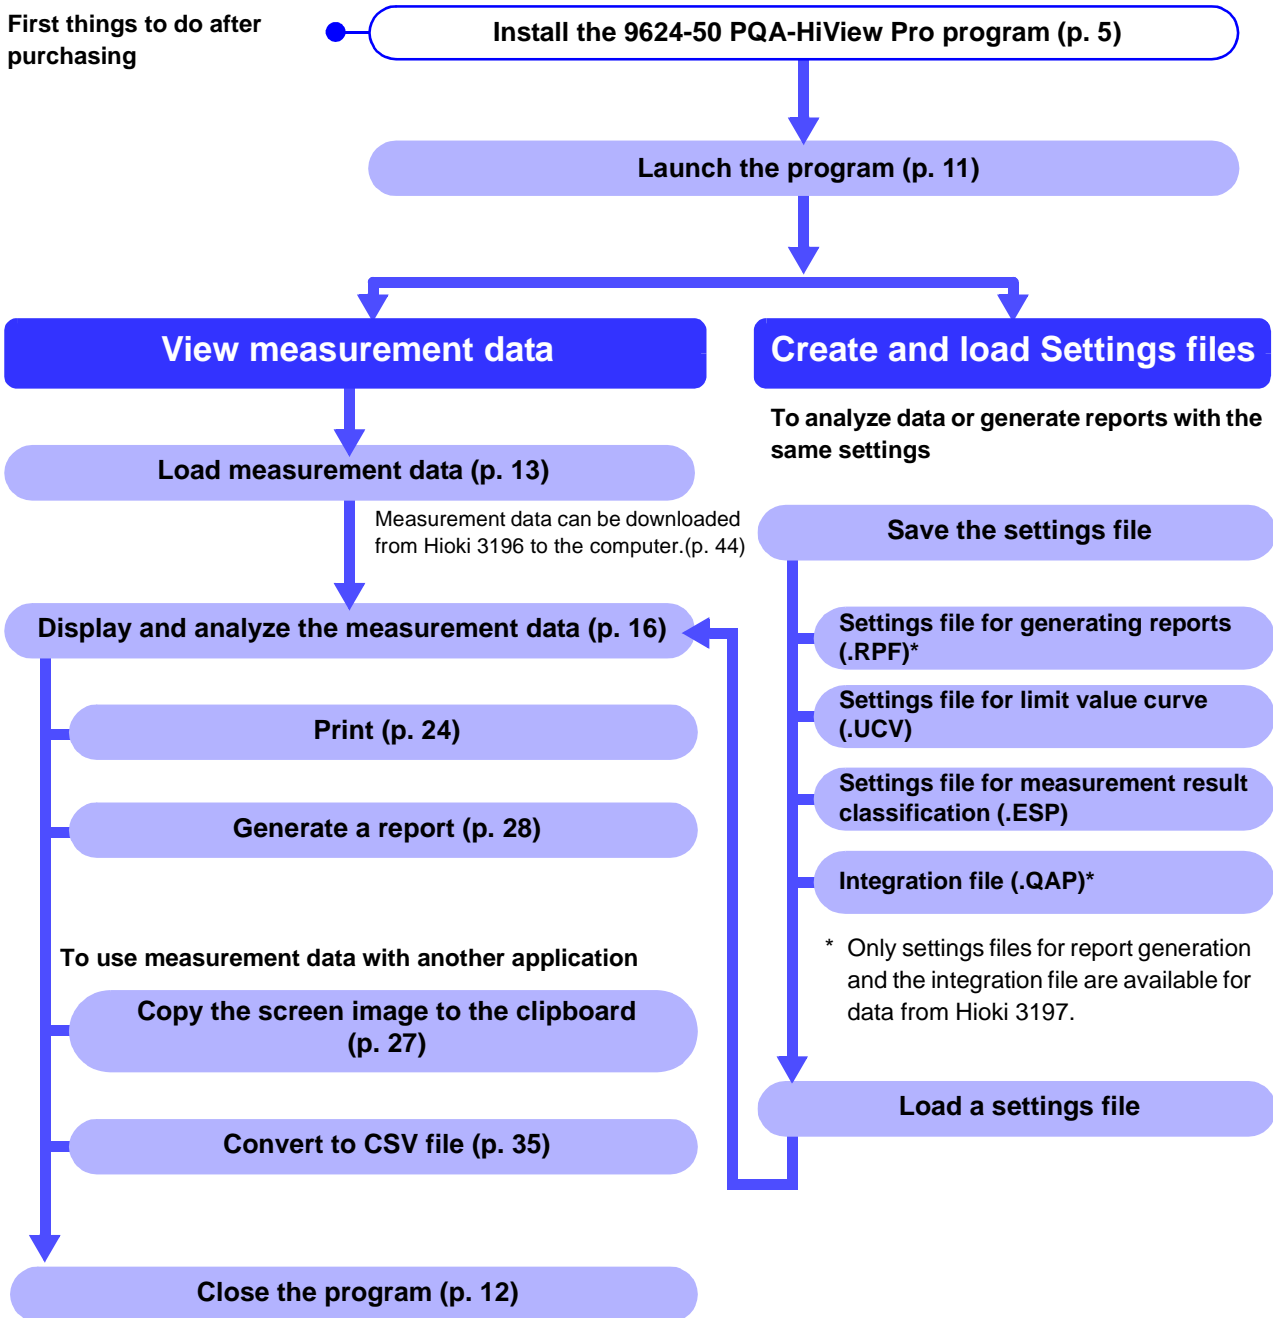 First things to do after
purchasing
Install the 9624-50 PQA-HiView Pro program (p. 5)
Launch the program (p. 11)
View measurement data
Load measurement data (p. 13)
Measurement data can be downloaded
from Hioki 3196 to the computer.(p. 44)
Display and analyze the measurement data (p. 16)
Print (p. 24)
Generate a report (p. 28)
To use measurement data with another application
Copy the screen image to the clipboard
(p. 27)
Convert to CSV file (p. 35)
Close the program (p. 12)
Create and load Settings files
To analyze data or generate reports with the
same settings
Save the settings file
Settings file for generating reports
(.RPF)*
Settings file for limit value curve
(.UCV)
Settings file for measurement result
classification (.ESP)
Integration file (.QAP)*
* Only settings files for report generation
and the integration file are available for
data from Hioki 3197.
Load a settings file